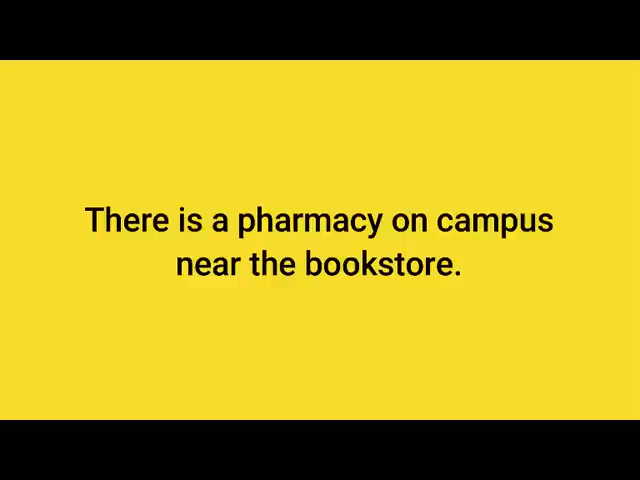 There is a pharmacy on campus
near the bookstore.